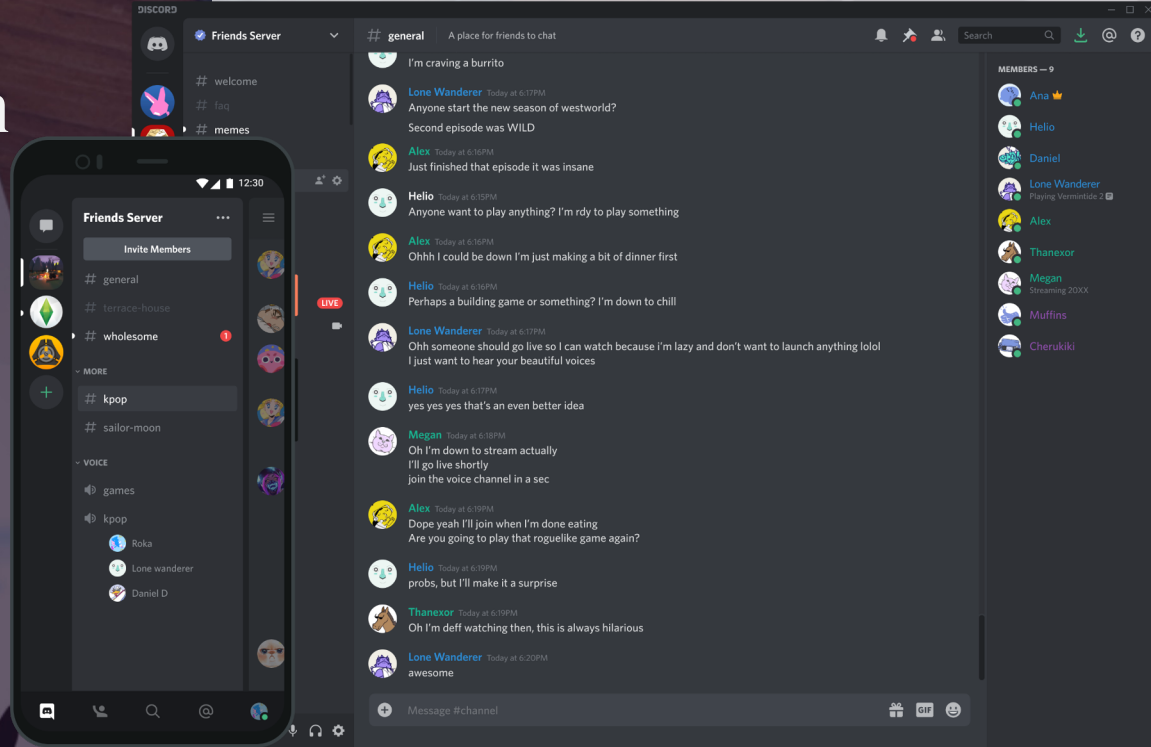 DISCORD
Friends Server
# general
A place for friends to chat
Search
# welcome
# faq
# memes
I'm craving a burrito
Lone Wanderer Today at 6:17PM
Anyone start the new season of westworld?
Second episode was WILD
Alex Today at 6:16PM
Just finished that episode it was insane
Helio Today at 6:15PM
Anyone want to play anything? I'm rdy to play something
Alex Today at 6:16PM
Ohhh I could be down I'm just making a bit of dinner first
Helio Today at 6:16PM
Perhaps a building game or something? I'm down to chill
Lone Wanderer Today at 6:17PM
Ohh someone should go live so I can watch because i'm lazy and don't want to launch anything lolol
I just want to hear your beautiful voices
Helio Today at 6:17PM
yes yes yes that's an even better idea
Megan Today at 6:18PM
Oh I'm down to stream actually
I'll go live shortly
join the voice channel in a sec
Alex Today at 6:19PM
Dope yeah I'll join when I'm done eating
Are you going to play that roguelike game again?
Helio Today at 6:19PM
probs, but I'll make it a surprise
Thanexor Today at 6:19PM
Oh I'm deff watching then, this is always hilarious
Lone Wanderer Today at 6:20PM
awesome
Message #channel
GIF
MEMBERS — 9
Ana
Helio
Daniel
Lone Wanderer
Playing Vermintide 2
Alex
Thanexor
Megan
Streaming 20XX
Muffins
Cherukiki
LIVE
12:30
Friends Server
Invite Members
# general
# terrace-house
# wholesome 1
MORE
# kpop
# sailor-moon
VOICE
games
kpop
Roka
Lone wanderer
Daniel D